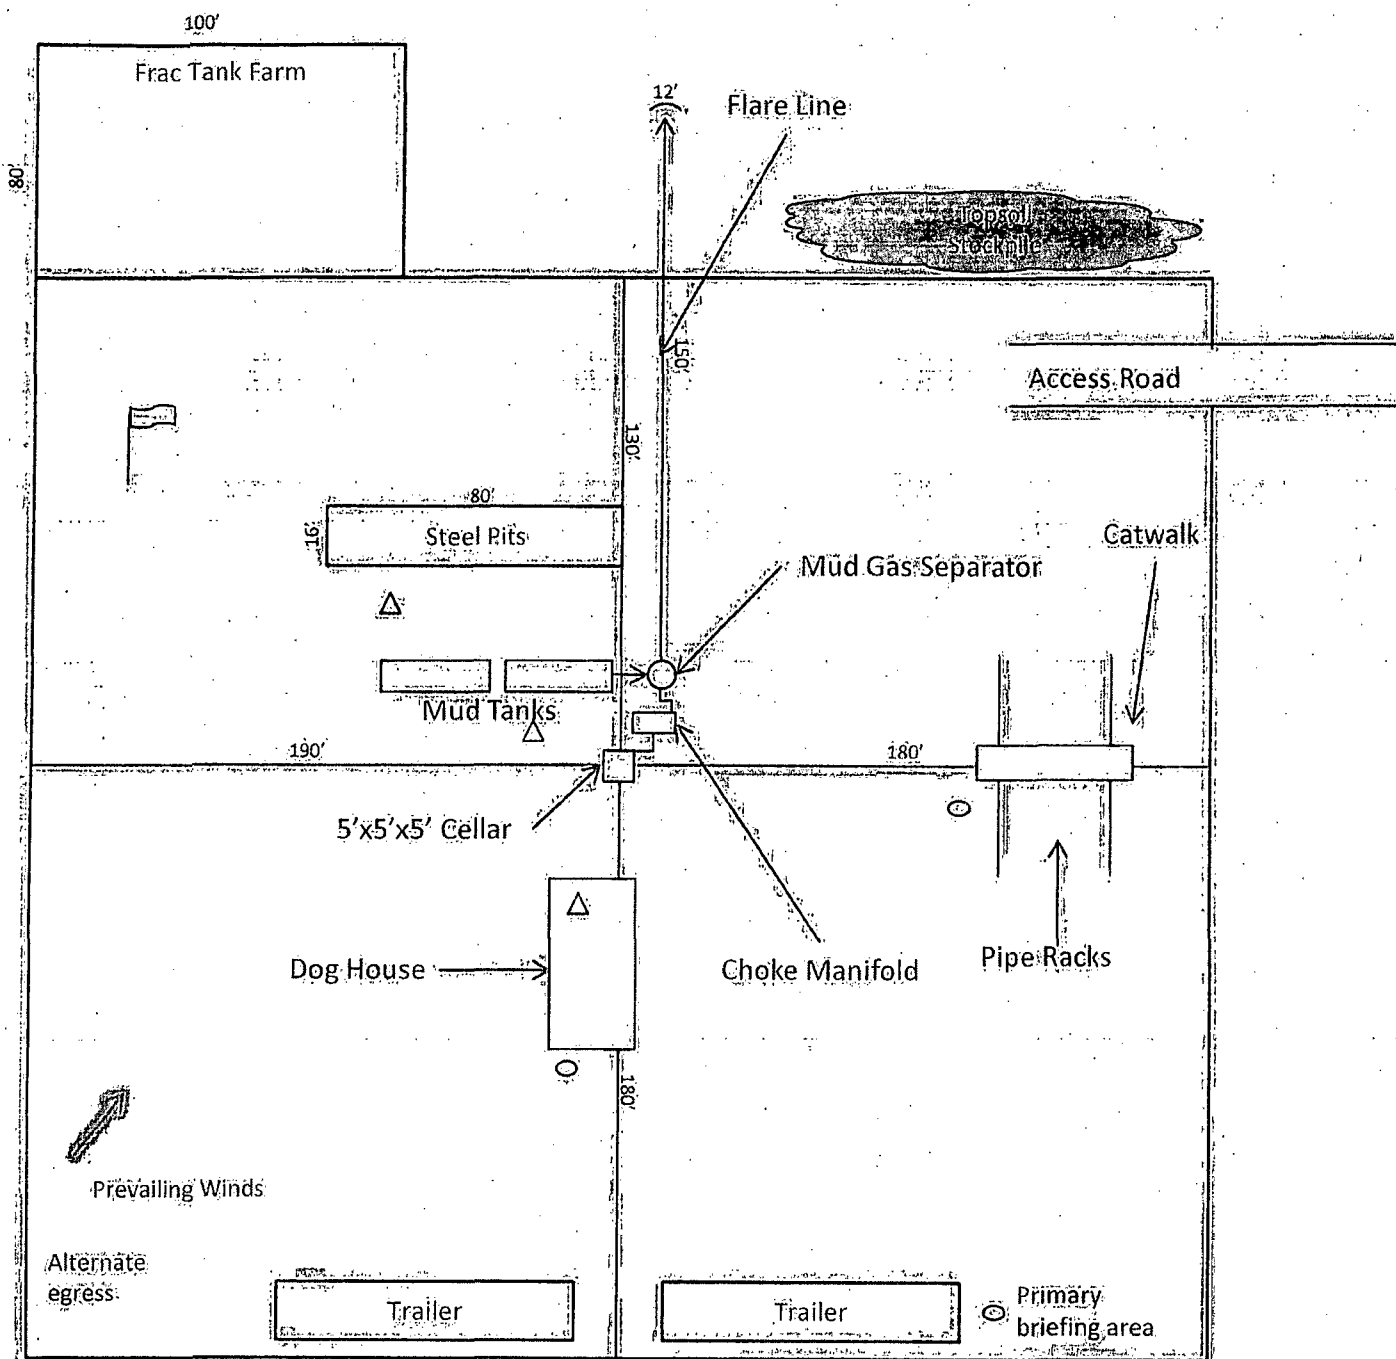 100'
Frac Tank Farm
80'
12'
Flare Line
Topsoil
Stockpile
150'
Access Road
130'
80'
16'
Steel Pits
Catwalk
Mud Gas Separator
Mud Tanks
190'
180'
5'x5'x5' Cellar
Dog House
Choke Manifold
Pipe Racks
180'
Prevailing Winds
Alternate
egress
Trailer
Trailer
Primary
briefing area